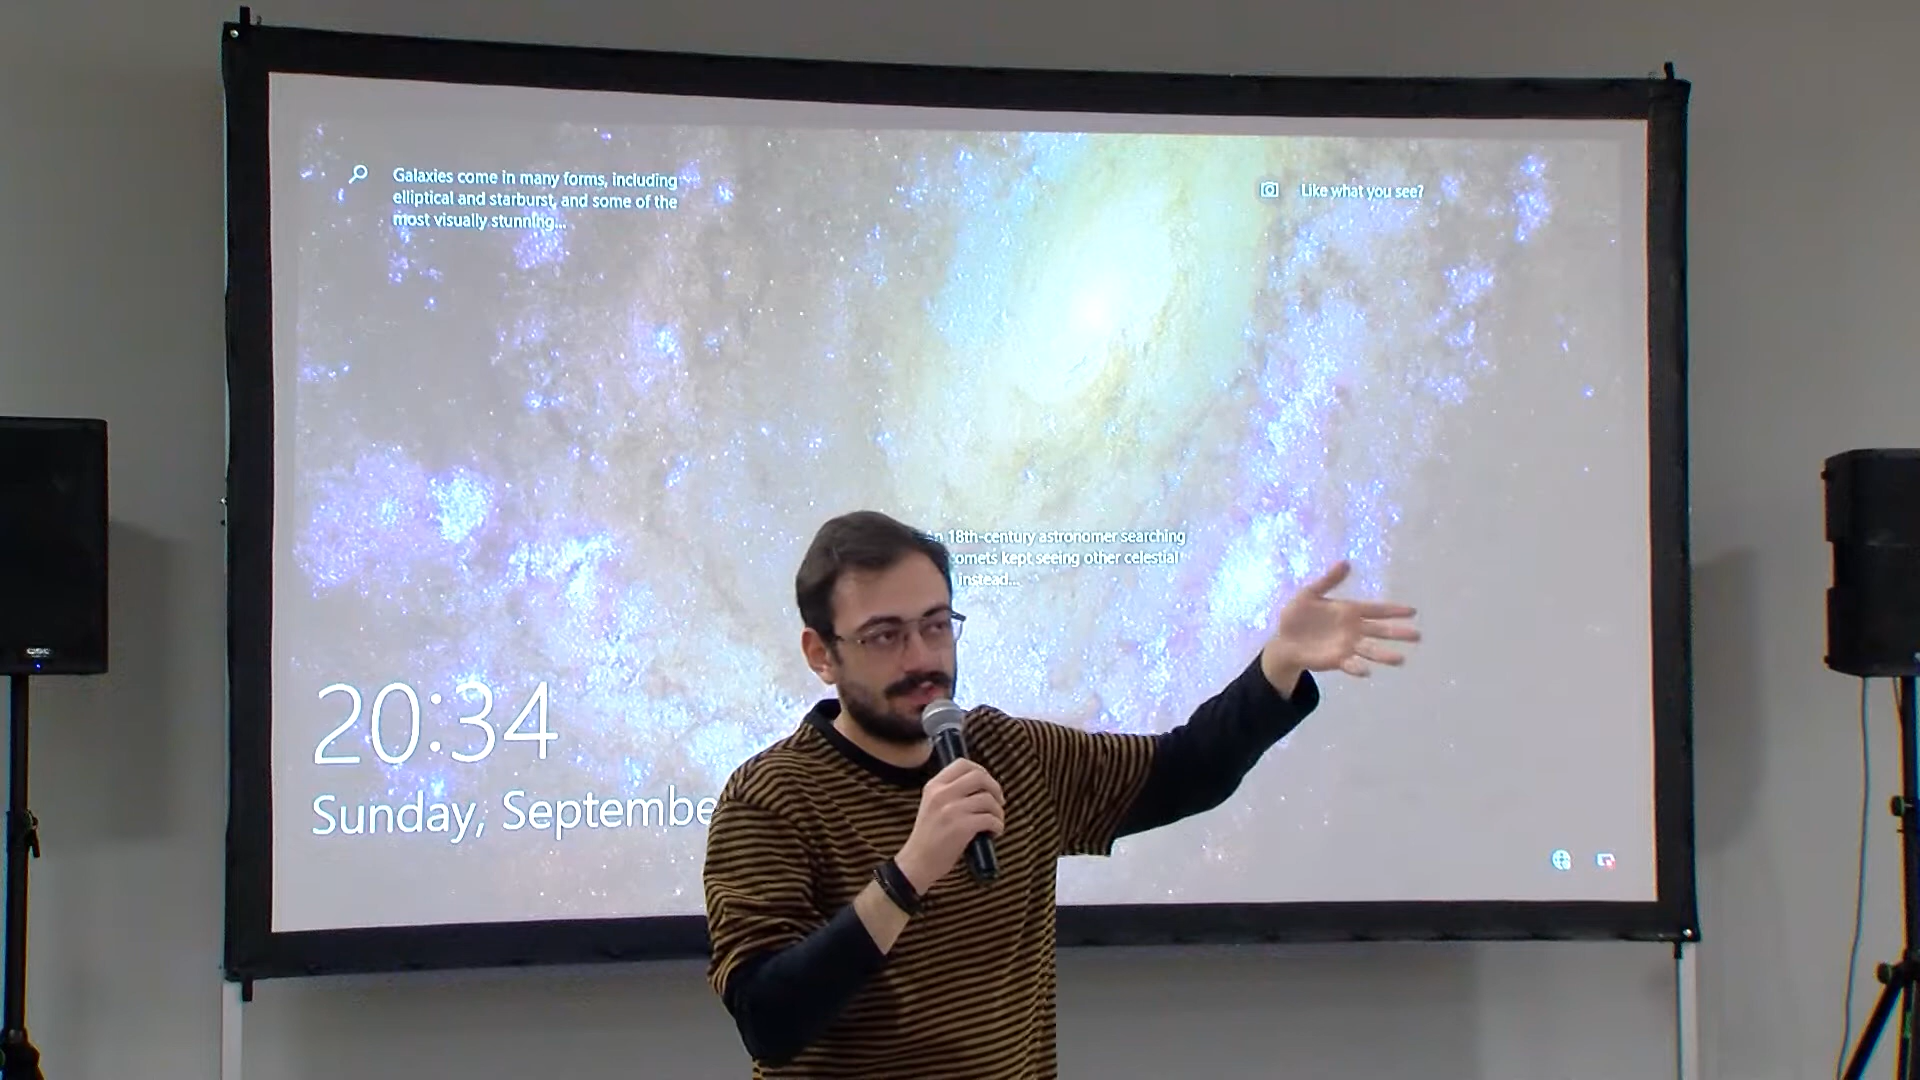 Galaxies come in many forms, including
elliptical and starburst, and some of the
most visually stunning...
Like what you see?
18th-century astronomer searching
comets kept seeing other celestial
instead...
20:34
Sunday, Septembe
QSC